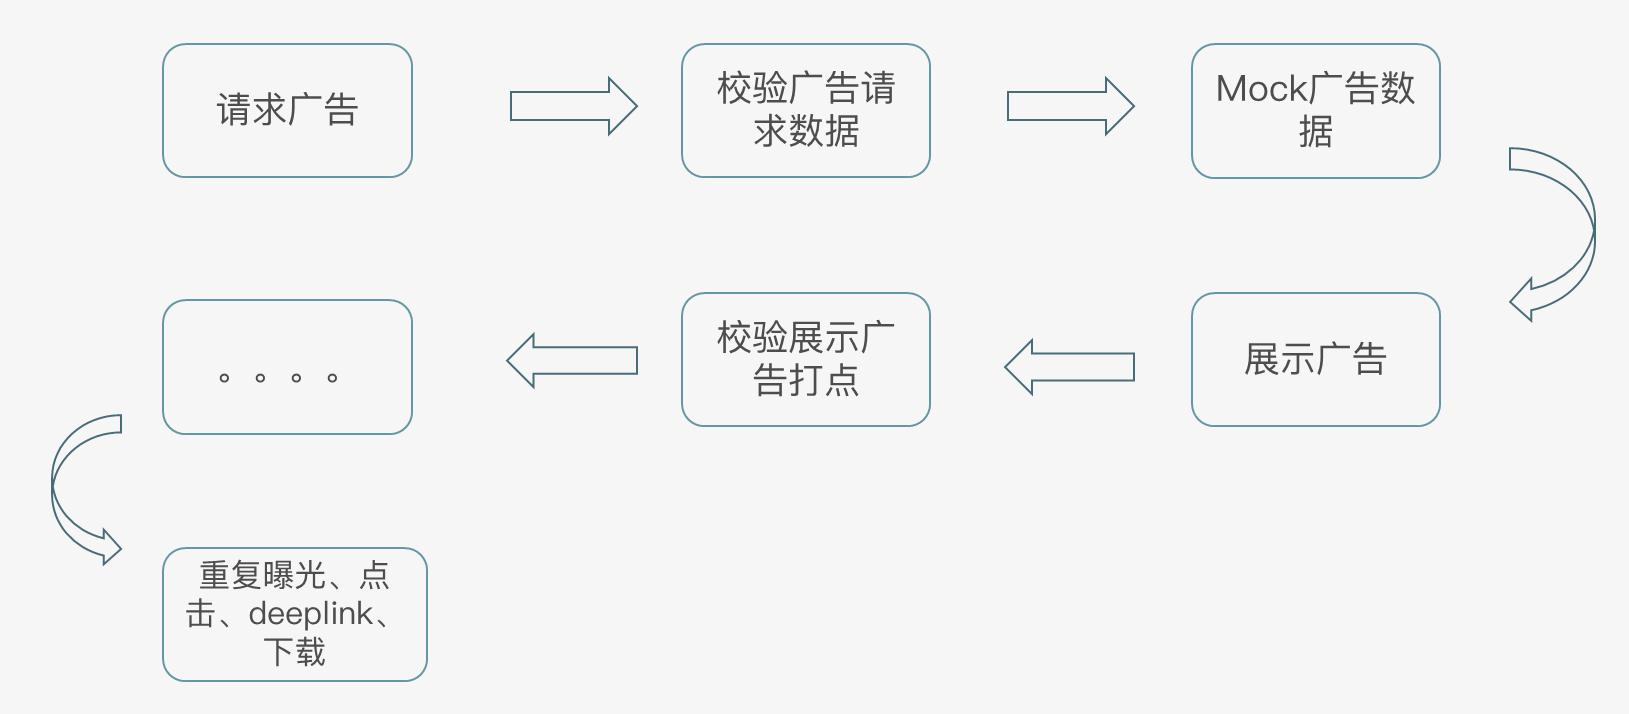 请求广告
校验广告请
求数据
Mock广告数
据
展示广告
校验展示广
告打点
。。。。
重复曝光、点
击、deeplink、
下载